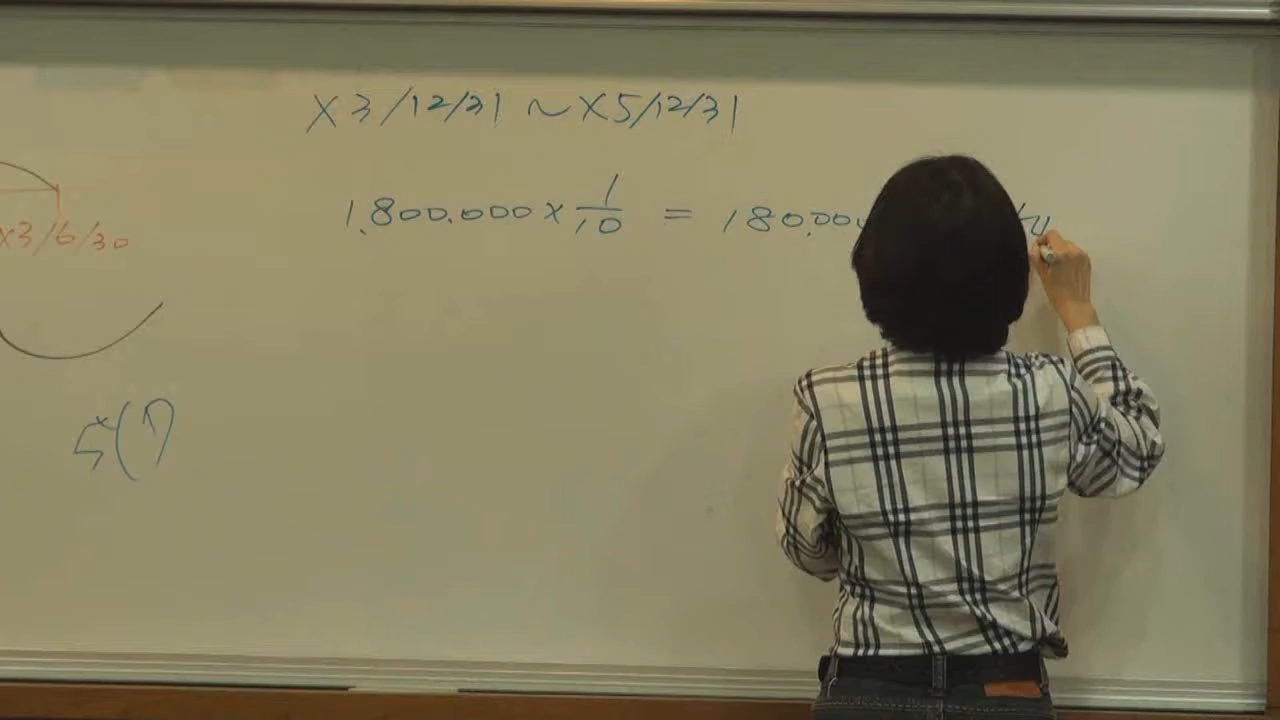 X3/12/31 ~ X5/12/31
1.800.000 × 1/10 = 180.00
x3/6/30